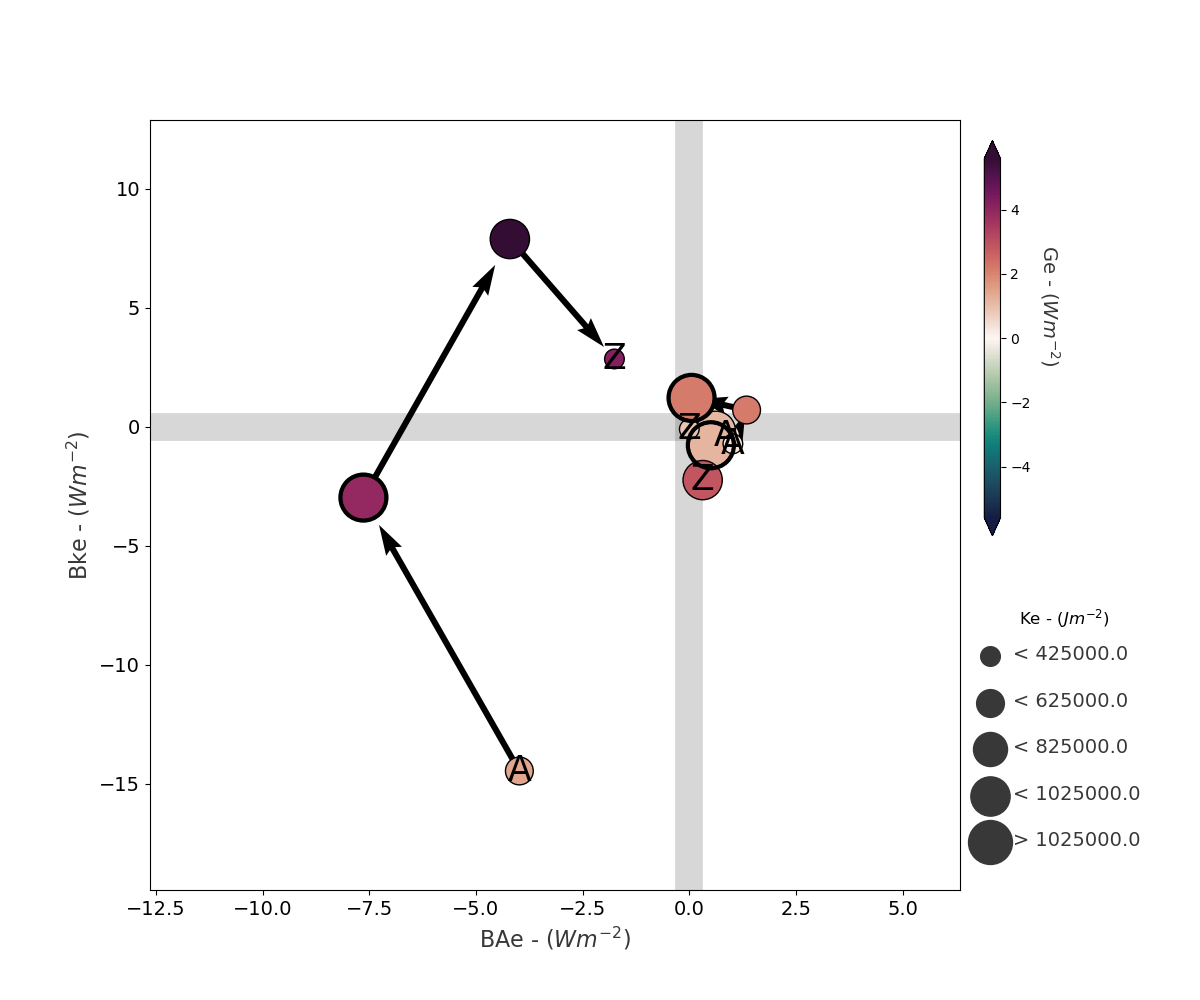 10
5
0
−5
−10
−15
Bke - (Wm⁻²)
−12.5 −10.0 −7.5 −5.0 −2.5 0.0 2.5 5.0
BAe - (Wm⁻²)
Z
A
Z
A
A
Z
4
2
0
−2
−4
Ge - (Wm⁻²)
Ke - (Jm⁻²)
< 425000.0
< 625000.0
< 825000.0
< 1025000.0
> 1025000.0